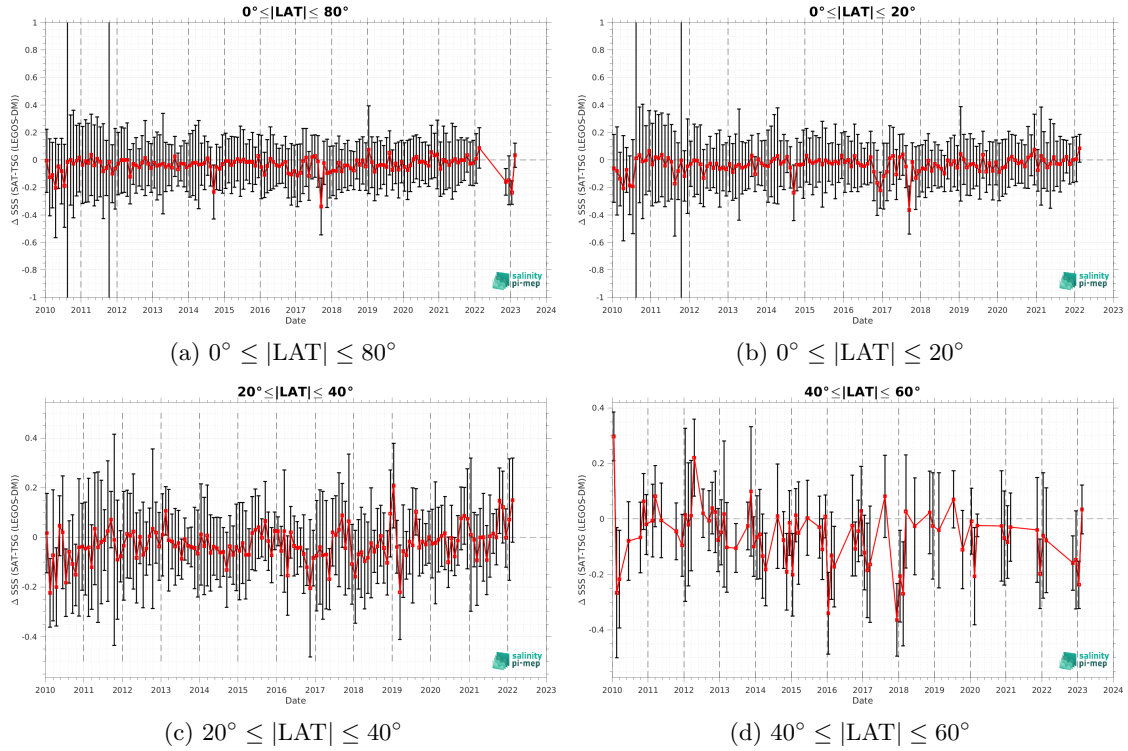 0°≤|LAT|≤ 80°
Δ SSS (SAT-TSG (LEGOS-DM))
1
0.8
0.6
0.4
0.2
0
-0.2
-0.4
-0.6
-0.8
-1
2010 2011 2012 2013 2014 2015 2016 2017 2018 2019 2020 2021 2022 2023 2024
Date
salinity
pi-mep
(a) 0° ≤ |LAT| ≤ 80°
0°≤|LAT|≤ 20°
Δ SSS (SAT-TSG (LEGOS-DM))
1
0.8
0.6
0.4
0.2
0
-0.2
-0.4
-0.6
-0.8
-1
2010 2011 2012 2013 2014 2015 2016 2017 2018 2019 2020 2021 2022 2023
Date
salinity
pi-mep
(b) 0° ≤ |LAT| ≤ 20°
20°≤|LAT|≤ 40°
Δ SSS (SAT-TSG (LEGOS-DM))
0.4
0.2
0
-0.2
-0.4
2010 2011 2012 2013 2014 2015 2016 2017 2018 2019 2020 2021 2022 2023
Date
salinity
pi-mep
(c) 20° ≤ |LAT| ≤ 40°
40°≤|LAT|≤ 60°
Δ SSS (SAT-TSG (LEGOS-DM))
0.4
0.2
0
-0.2
-0.4
2010 2011 2012 2013 2014 2015 2016 2017 2018 2019 2020 2021 2022 2023 2024
Date
salinity
pi-mep
(d) 40° ≤ |LAT| ≤ 60°